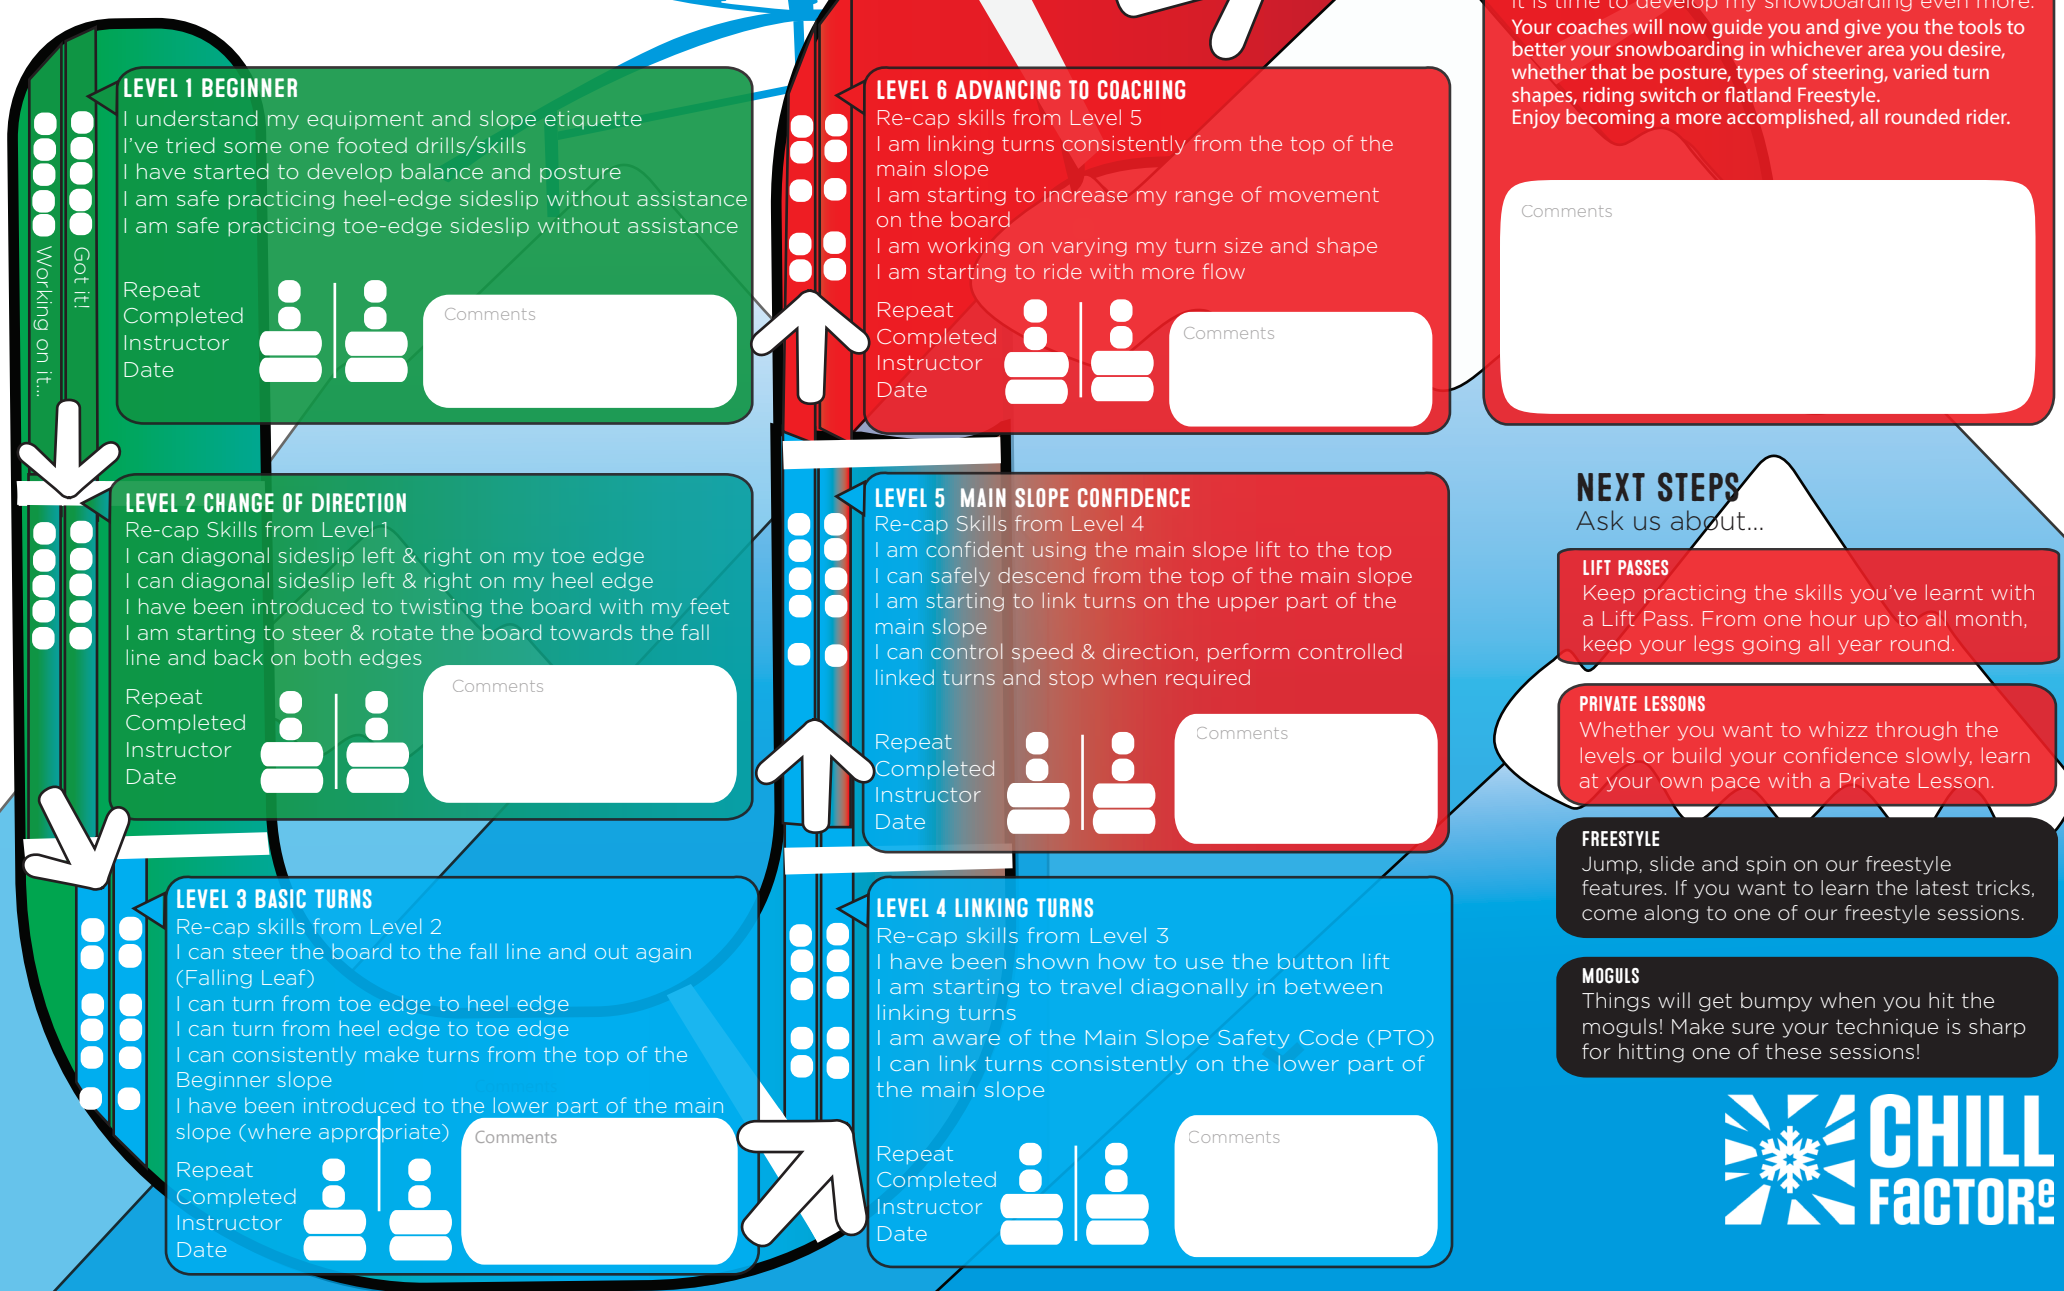 LEVEL 1 BEGINNER
I understand my equipment and slope etiquette
I've tried some one footed drills/skills
I have started to develop balance and posture
I am safe practicing heel-edge sideslip without assistance
I am safe practicing toe-edge sideslip without assistance
Got it!
Working on it...
Repeat
Completed
Instructor
Date
Comments
LEVEL 2 CHANGE OF DIRECTION
Re-cap Skills from Level 1
I can diagonal sideslip left & right on my toe edge
I can diagonal sideslip left & right on my heel edge
I have been introduced to twisting the board with my feet
I am starting to steer & rotate the board towards the fall
line and back on both edges
Repeat
Completed
Instructor
Date
Comments
LEVEL 3 BASIC TURNS
Re-cap skills from Level 2
I can steer the board to the fall line and out again
(Falling Leaf)
I can turn from toe edge to heel edge
I can turn from heel edge to toe edge
I can consistently make turns from the top of the
Beginner slope
I have been introduced to the lower part of the main
slope (where appropriate)
Repeat
Completed
Instructor
Date
Comments
LEVEL 4 LINKING TURNS
Re-cap skills from Level 3
I have been shown how to use the button lift
I am starting to travel diagonally in between
linking turns
I am aware of the Main Slope Safety Code (PTO)
I can link turns consistently on the lower part of
the main slope
Repeat
Completed
Instructor
Date
Comments
LEVEL 5 MAIN SLOPE CONFIDENCE
Re-cap Skills from Level 4
I am confident using the main slope lift to the top
I can safely descend from the top of the main slope
I am starting to link turns on the upper part of the
main slope
I can control speed & direction, perform controlled
linked turns and stop when required
Repeat
Completed
Instructor
Date
Comments
LEVEL 6 ADVANCING TO COACHING
Re-cap skills from Level 5
I am linking turns consistently from the top of the
main slope
I am starting to increase my range of movement
on the board
I am working on varying my turn size and shape
I am starting to ride with more flow
Repeat
Completed
Instructor
Date
Comments
It is time to develop my snowboarding even more.
Your coaches will now guide you and give you the tools to
better your snowboarding in whichever area you desire,
whether that be posture, types of steering, varied turn
shapes, riding switch or flatland Freestyle.
Enjoy becoming a more accomplished, all rounded rider.
Comments
NEXT STEPS
Ask us about...
LIFT PASSES
Keep practicing the skills you've learnt with
a Lift Pass. From one hour up to all month,
keep your legs going all year round.
PRIVATE LESSONS
Whether you want to whizz through the
levels or build your confidence slowly, learn
at your own pace with a Private Lesson.
FREESTYLE
Jump, slide and spin on our freestyle
features. If you want to learn the latest tricks,
come along to one of our freestyle sessions.
MOGULS
Things will get bumpy when you hit the
moguls! Make sure your technique is sharp
for hitting one of these sessions!
CHILL
FACTORe